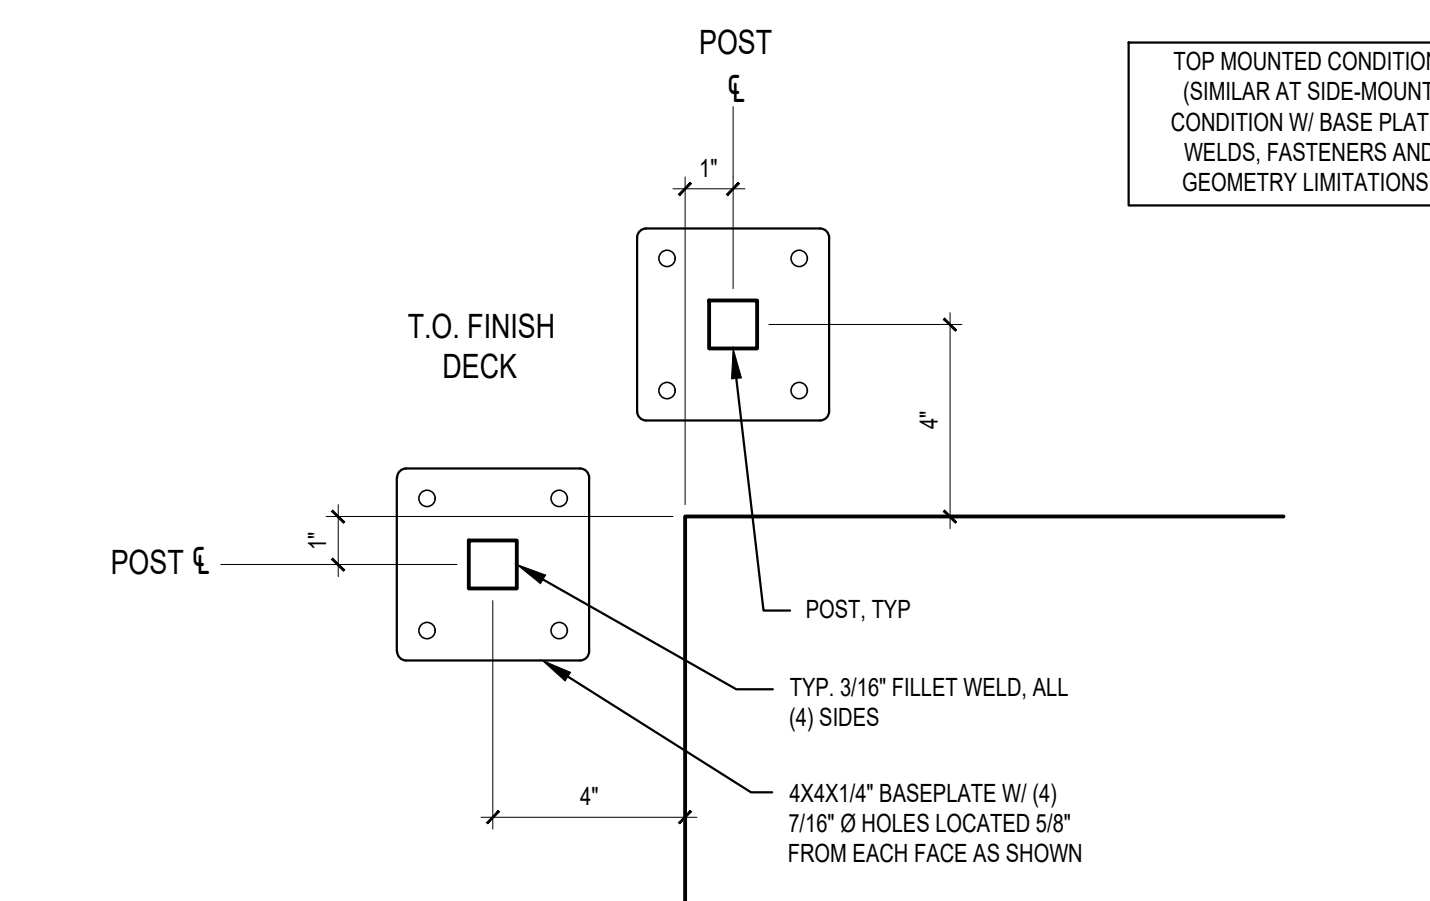 POST
℄
TOP MOUNTED CONDITION
(SIMILAR AT SIDE-MOUNT
CONDITION W/ BASE PLAT
WELDS, FASTENERS AND
GEOMETRY LIMITATIONS
1"
T.O. FINISH
DECK
4"
1"
POST ℄
POST, TYP
TYP. 3/16" FILLET WELD, ALL
(4) SIDES
4"
4X4X1/4" BASEPLATE W/ (4)
7/16" Ø HOLES LOCATED 5/8"
FROM EACH FACE AS SHOWN